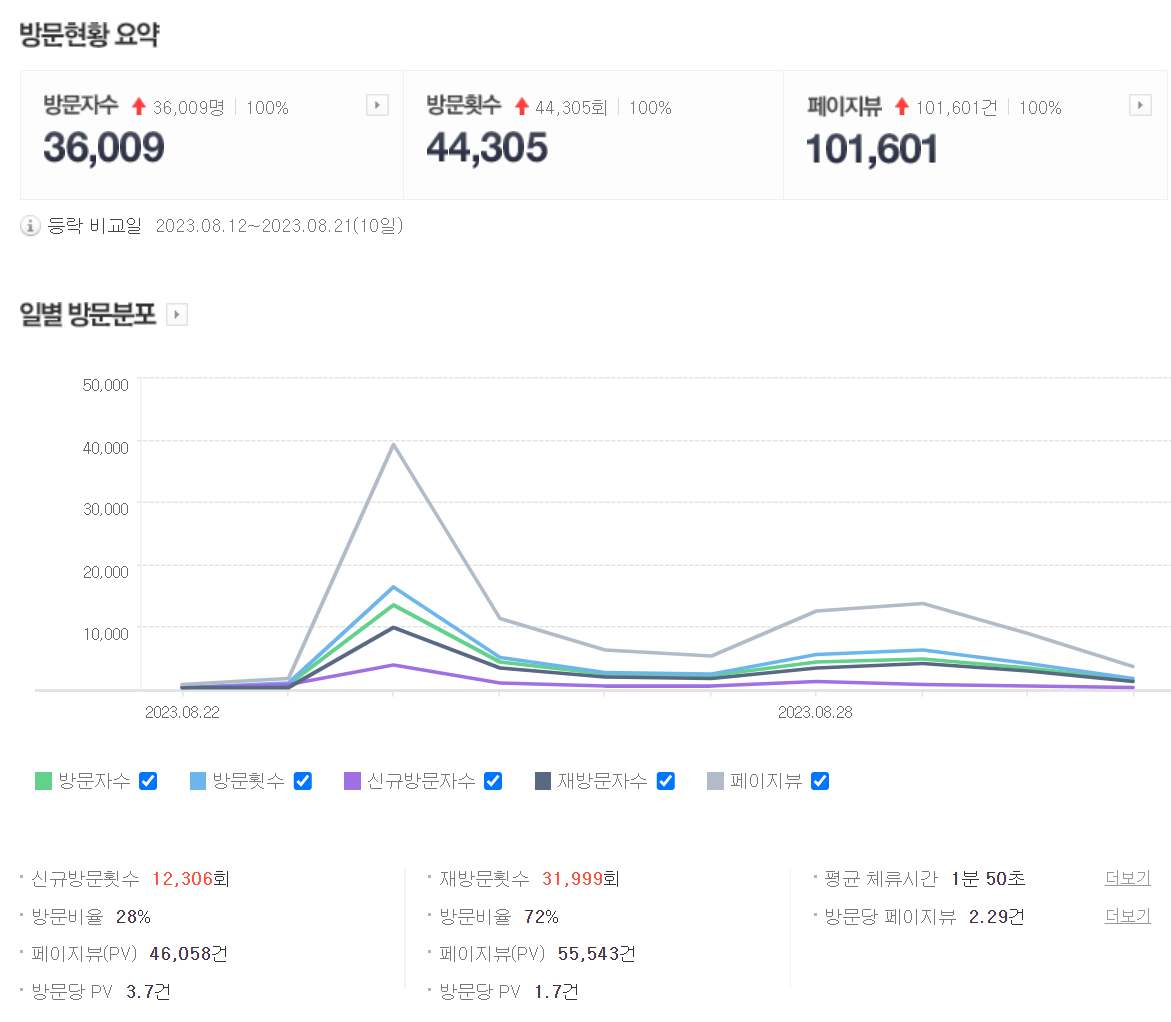 방문현황 요약
방문자수 36,009명 100%
36,009
방문횟수 44,305회 100%
44,305
페이지뷰 101,601건 100%
101,601
등락 비교일 2023.08.12~2023.08.21(10일)
일별 방문분포
50,000
40,000
30,000
20,000
10,000
2023.08.22 2023.08.28
방문자수 방문횟수 신규방문자수 재방문자수 페이지뷰
신규방문횟수 12,306회
방문비율 28%
페이지뷰(PV) 46,058건
방문당 PV 3.7건
재방문횟수 31,999회
방문비율 72%
페이지뷰(PV) 55,543건
방문당 PV 1.7건
평균 체류시간 1분 50초 더보기
방문당 페이지뷰 2.29건 더보기